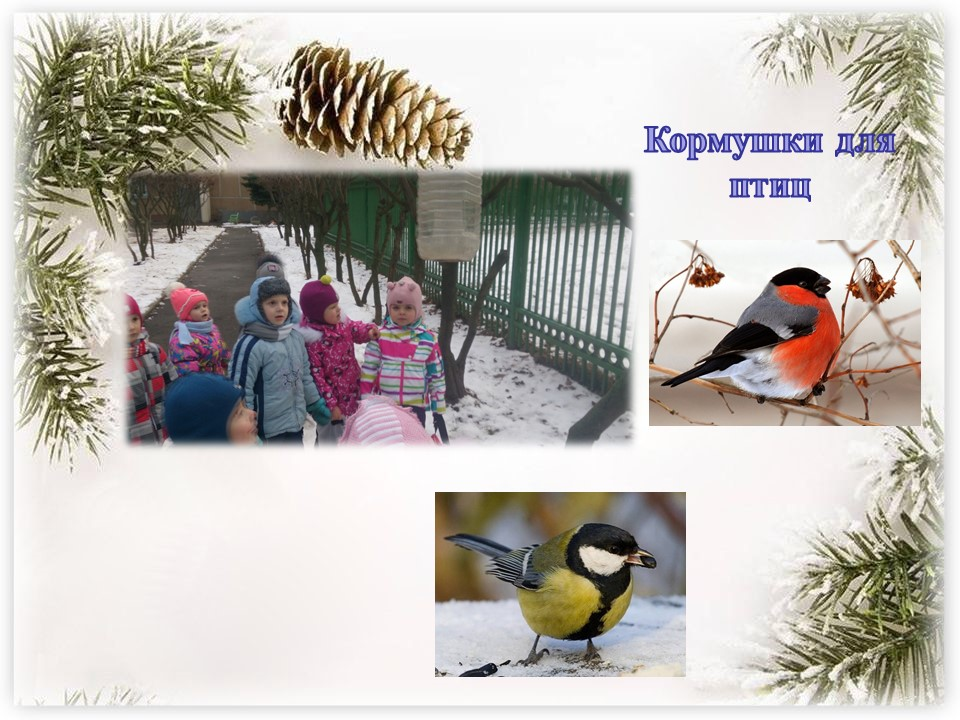 Кормушки для
птиц